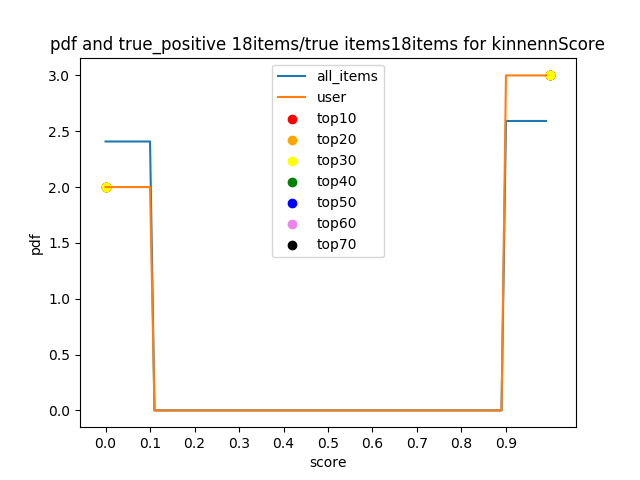 pdf and true_positive 18items/true items18items for kinnennScore
all_items
user
top10
top20
top30
top40
top50
top60
top70
3.0
2.5
2.0
1.5
1.0
0.5
0.0
pdf
0.0 0.1 0.2 0.3 0.4 0.5 0.6 0.7 0.8 0.9
score